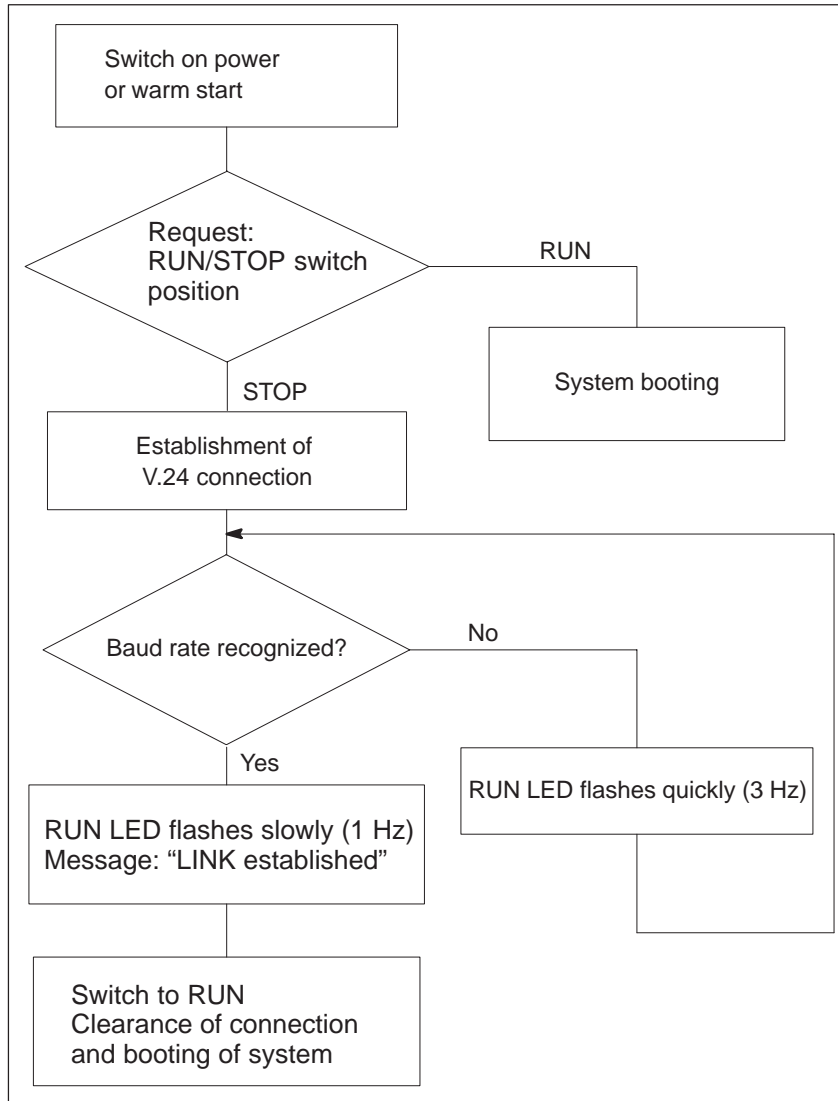 Switch on power
or warm start
Request:
RUN/STOP switch
position
RUN
System booting
STOP
Establishment of
V.24 connection
Baud rate recognized?
No
Yes
RUN LED flashes quickly (3 Hz)
RUN LED flashes slowly (1 Hz)
Message: “LINK established”
Switch to RUN
Clearance of connection
and booting of system